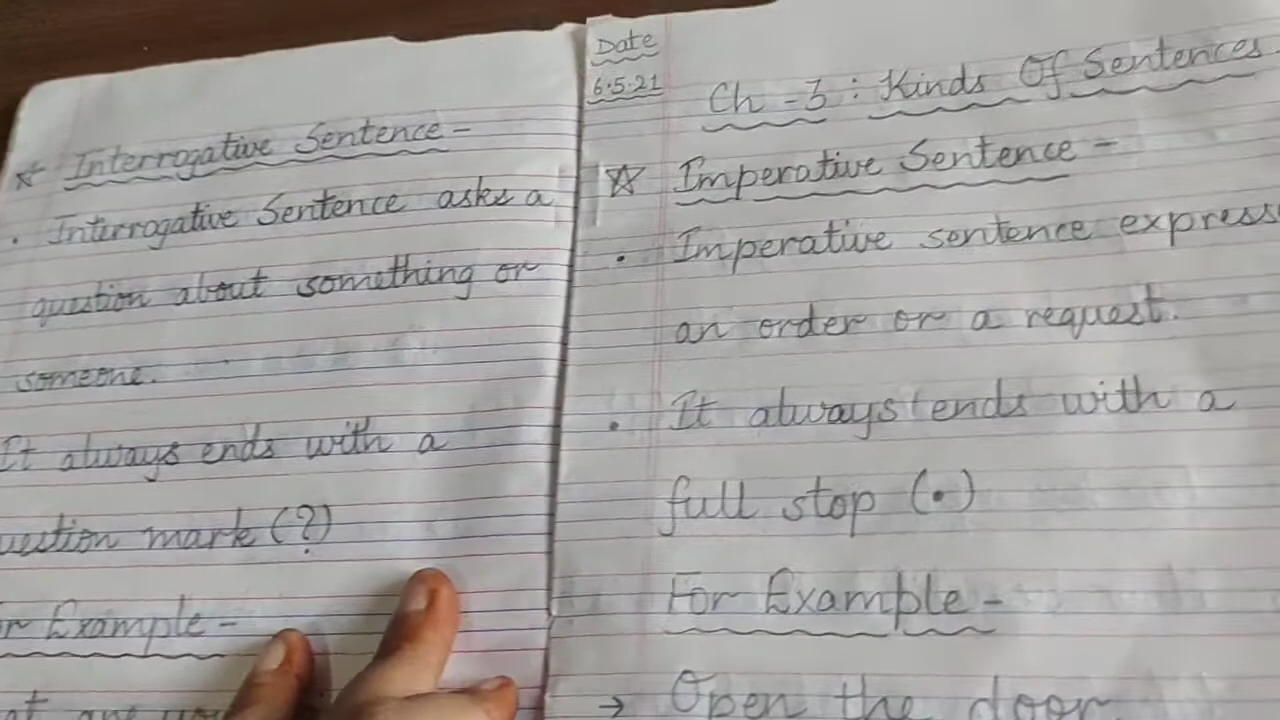 Interrogative Sentence -
. Interrogative Sentence asks a
question about something or
someone.
It always ends with a
uestion mark (?)
or Example -
Date
6.5.21
Ch - 3 : Kinds Of Sentences
Imperative Sentence -
. Imperative sentence express
an order or a request.
. It always ends with a
full stop (.)
For Example -
→ Open the door